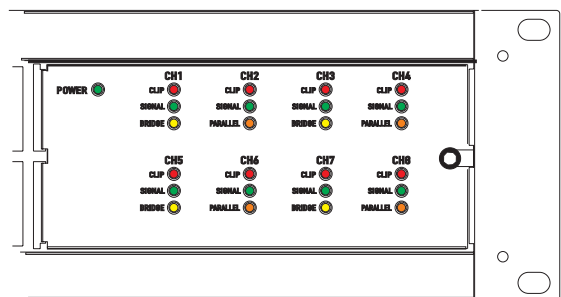 CH1 CH2 CH3 CH4
POWER CLIP CLIP CLIP CLIP
SIGNAL SIGNAL SIGNAL SIGNAL
BRIDGE PARALLEL BRIDGE PARALLEL
CH5 CH6 CH7 CH8
CLIP CLIP CLIP CLIP
SIGNAL SIGNAL SIGNAL SIGNAL
BRIDGE PARALLEL BRIDGE PARALLEL